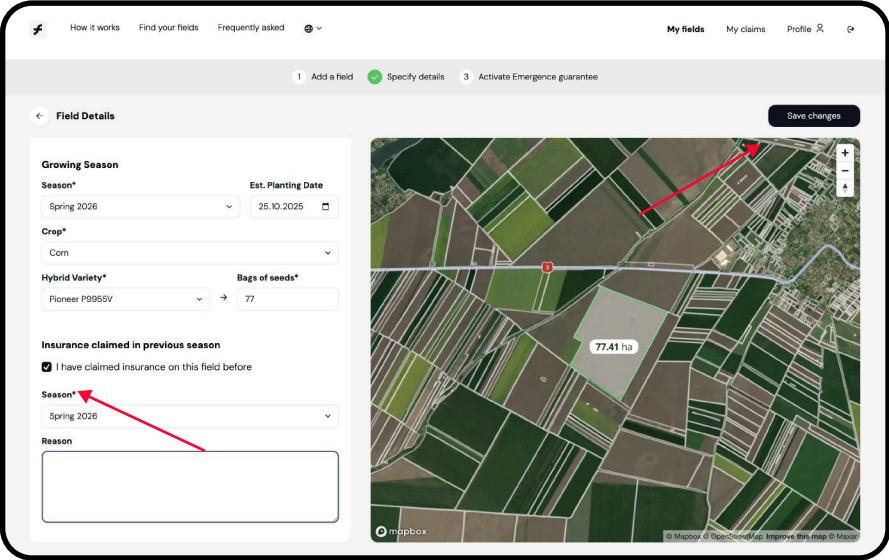 How it works Find your fields Frequently asked My fields My claims Profile
1 Add a field Specify details 3 Activate Emergence guarantee
Field Details Save changes
Growing Season
Season* Est. Planting Date
Spring 2026 25.10.2025
Crop*
Corn
Hybrid Variety* Bags of seeds*
Pioneer P9955V → 77
Insurance claimed in previous season
I have claimed insurance on this field before
Season*
Spring 2026
Reason
3
77.41 ha
mapbox
© Mapbox © OpenStreetMap Improve this map © Maxar